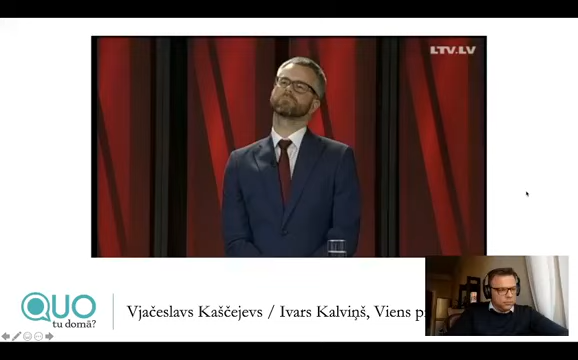 LTV.LV
QUO
tu domā?
Vjačeslavs Kaščejevs / Ivars Kalviņš, Viens